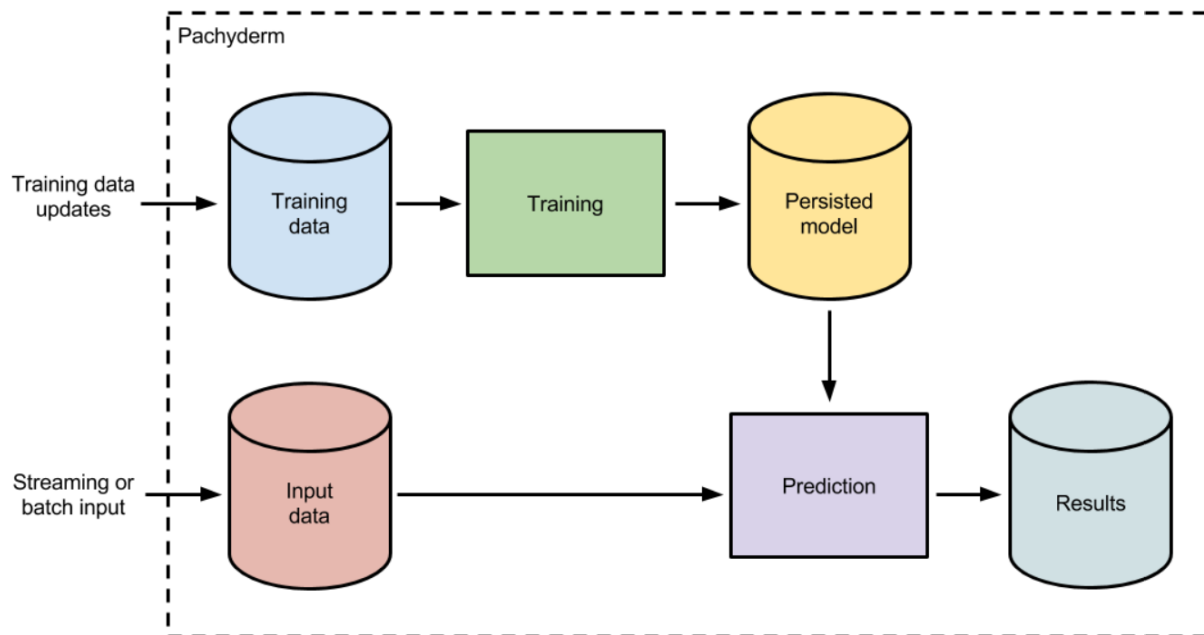 Pachyderm
Training data
updates
Training
data
Training
Persisted
model
Streaming or
batch input
Input
data
Prediction
Results